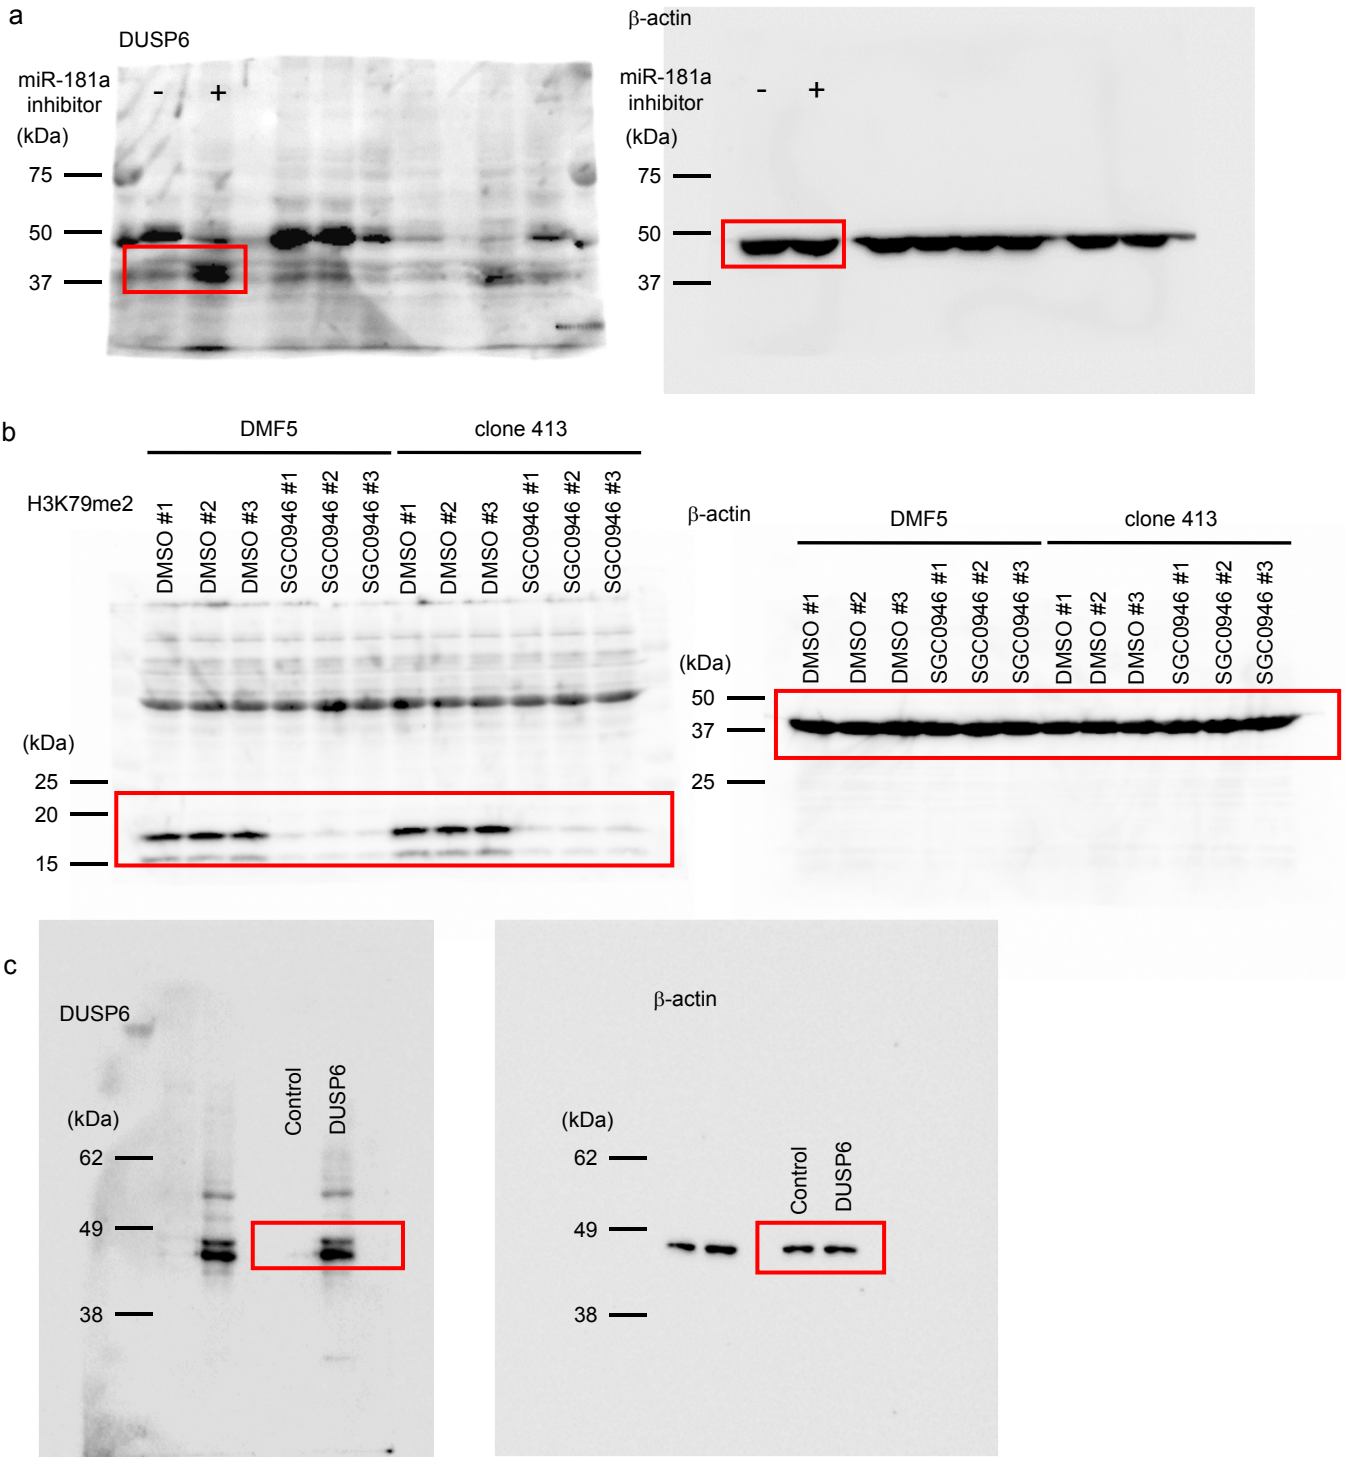 a
DUSP6
miR-181a
inhibitor
- +
(kDa)
75
50
37
β-actin
miR-181a
inhibitor
- +
(kDa)
75
50
37
b
DMF5 clone 413
H3K79me2
DMSO #1
DMSO #2
DMSO #3
SGC0946 #1
SGC0946 #2
SGC0946 #3
DMSO #1
DMSO #2
DMSO #3
SGC0946 #1
SGC0946 #2
SGC0946 #3
(kDa)
25
20
15
β-actin
DMF5 clone 413
DMSO #1
DMSO #2
DMSO #3
SGC0946 #1
SGC0946 #2
SGC0946 #3
DMSO #1
DMSO #2
DMSO #3
SGC0946 #1
SGC0946 #2
SGC0946 #3
(kDa)
50
37
25
c
DUSP6
Control
DUSP6
(kDa)
62
49
38
β-actin
Control
DUSP6
(kDa)
62
49
38